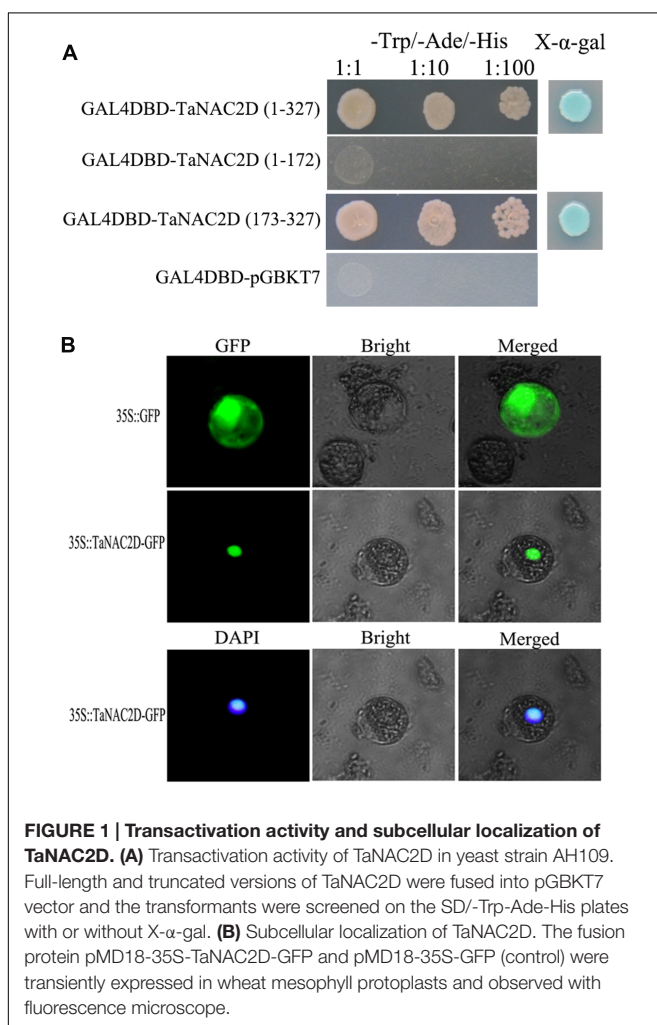 A
-Trp/-Ade/-His X-α-gal
1:1 1:10 1:100
GAL4DBD-TaNAC2D (1-327)
GAL4DBD-TaNAC2D (1-172)
GAL4DBD-TaNAC2D (173-327)
GAL4DBD-pGBKT7
B
GFP Bright Merged
35S::GFP
35S::TaNAC2D-GFP
DAPI Bright Merged
35S::TaNAC2D-GFP
FIGURE 1 | Transactivation activity and subcellular localization of
TaNAC2D. (A) Transactivation activity of TaNAC2D in yeast strain AH109.
Full-length and truncated versions of TaNAC2D were fused into pGBKT7
vector and the transformants were screened on the SD/-Trp-Ade-His plates
with or without X-α-gal. (B) Subcellular localization of TaNAC2D. The fusion
protein pMD18-35S-TaNAC2D-GFP and pMD18-35S-GFP (control) were
transiently expressed in wheat mesophyll protoplasts and observed with
fluorescence microscope.